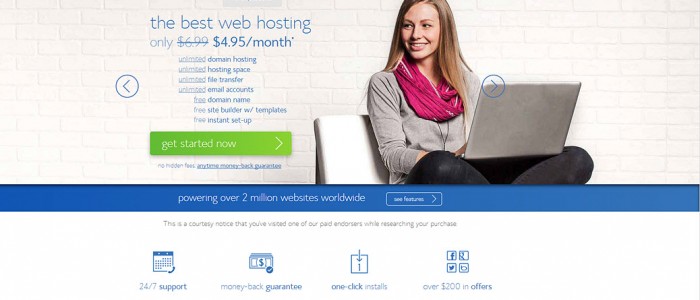 the best web hosting
only $6.99 $4.95/month*
unlimited domain hosting
unlimited hosting space
unlimited file transfer
unlimited email accounts
free domain name
free site builder w/ templates
free instant set-up
get started now
no hidden fees anytime money-back guarantee
powering over 2 million websites worldwide
see features
This is a courtesy notice that you've visited one of our paid endorsers while researching your purchase
24/7 support
money-back guarantee
one-click installs
over $200 in offers